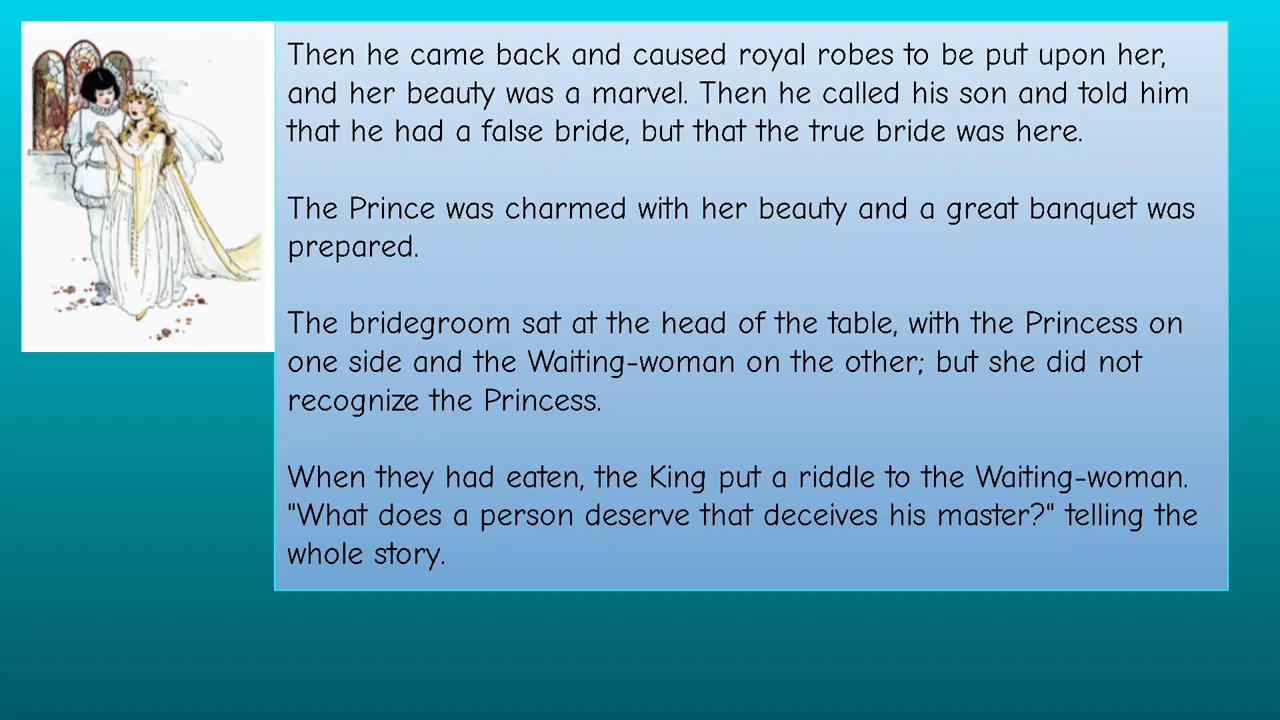 Then he came back and caused royal robes to be put upon her,
and her beauty was a marvel. Then he called his son and told him
that he had a false bride, but that the true bride was here.
The Prince was charmed with her beauty and a great banquet was
prepared.
The bridegroom sat at the head of the table, with the Princess on
one side and the Waiting-woman on the other; but she did not
recognize the Princess.
When they had eaten, the King put a riddle to the Waiting-woman.
"What does a person deserve that deceives his master?" telling the
whole story.